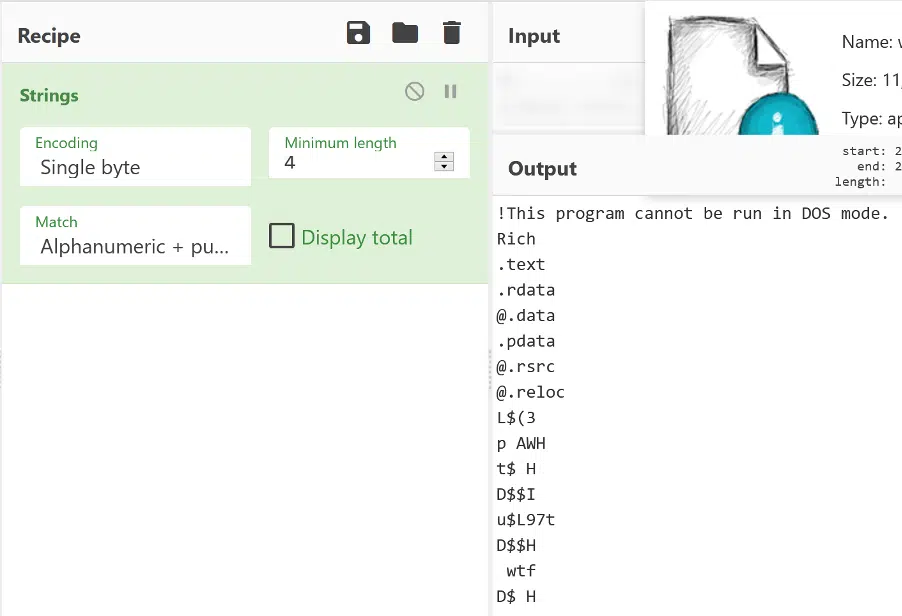 Recipe
Strings
Encoding
Single byte
Minimum length
4
Match
Alphanumeric + pu...
Display total
Input
Name:
Size: 11,
Type: ap
Output
start: 2
end: 2
length:
!This program cannot be run in DOS mode.
Rich
.text
.rdata
@.data
.pdata
@.rsrc
@.reloc
L$(3
p AWH
t$ H
D$$I
u$L97t
D$$H
wtf
D$ H